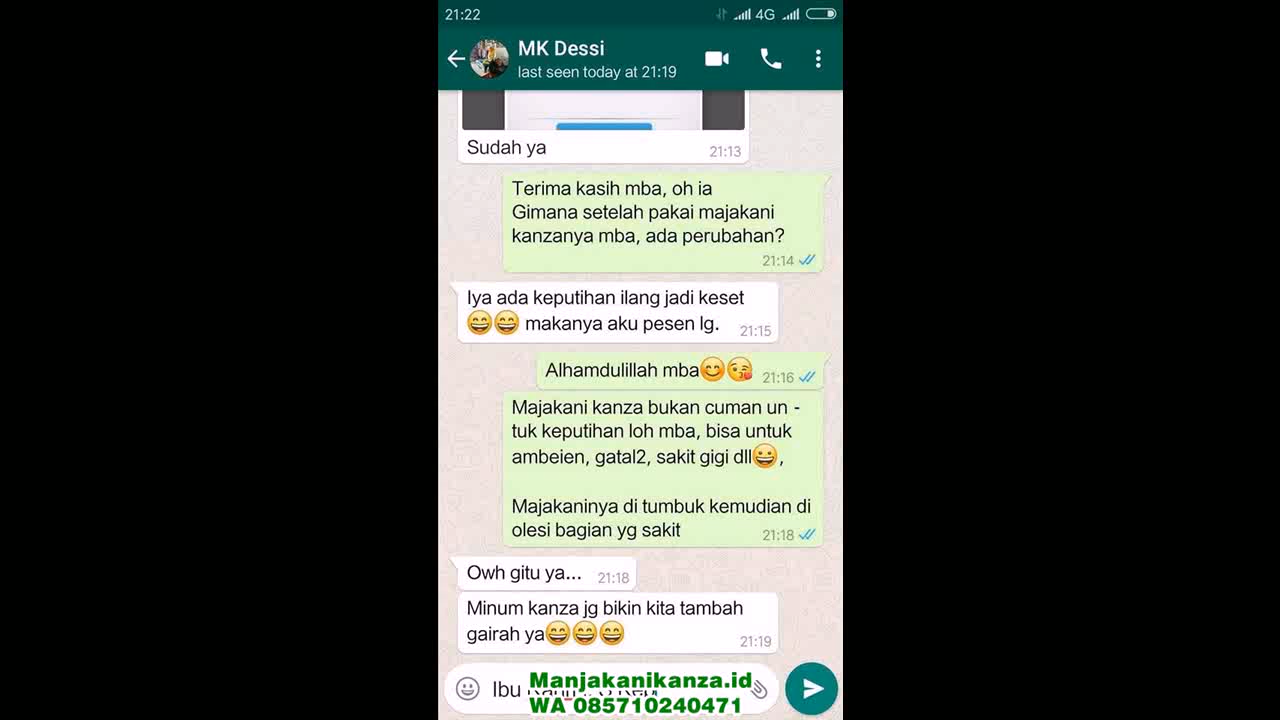 21:22
4G
MK Dessi
last seen today at 21:19
Sudah ya
21:13
Terima kasih mba, oh ia
Gimana setelah pakai majakani
kanzanya mba, ada perubahan?
21:14
Iya ada keputihan ilang jadi keset
😄😄 makanya aku pesen lg.
21:15
Alhamdulillah mba😊😘
21:16
Majakani kanza bukan cuman un -
tuk keputihan loh mba, bisa untuk
ambeien, gatal2, sakit gigi dll😀,
Majakaninya di tumbuk kemudian di
olesi bagian yg sakit
21:18
Owh gitu ya...
21:18
Minum kanza jg bikin kita tambah
gairah ya😄😄😄
21:19
Ibu
Manjakanikanza.id
WA 085710240471